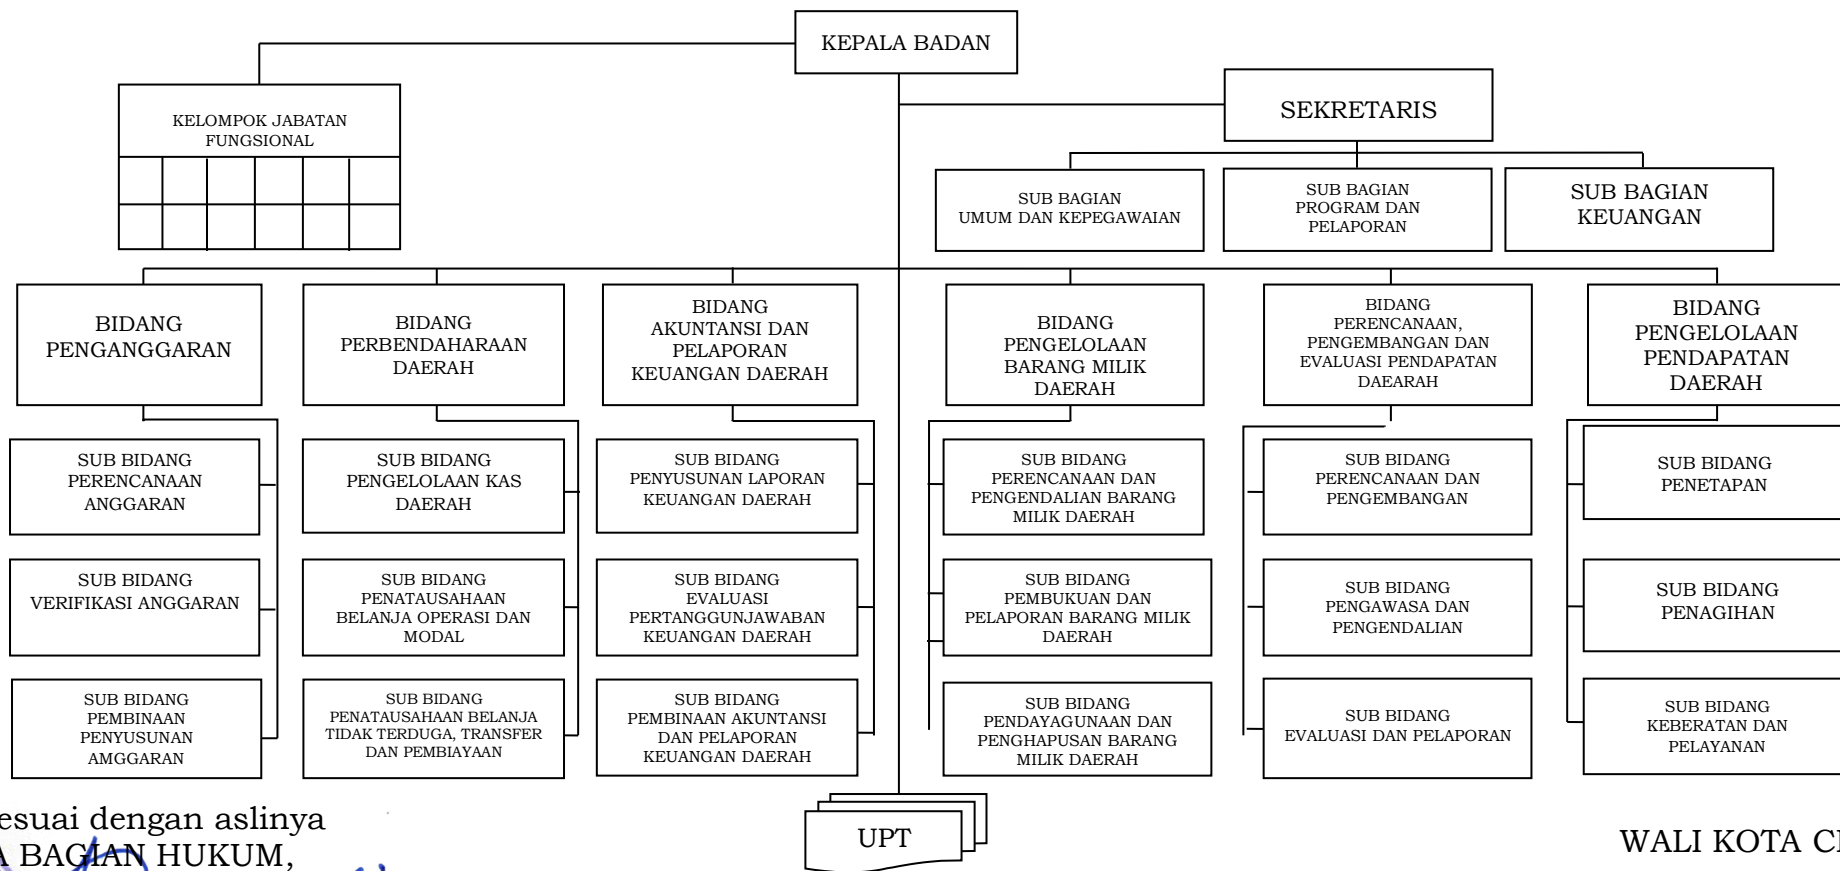 KEPALA BADAN
SEKRETARIS
KELOMPOK JABATAN
FUNGSIONAL
SUB BAGIAN
UMUM DAN KEPEGAWAIAN
SUB BAGIAN
PROGRAM DAN
PELAPORAN
SUB BAGIAN
KEUANGAN
BIDANG
PENGANGGARAN
BIDANG
PERBENDAHARAAN
DAERAH
BIDANG
AKUNTANSI DAN
PELAPORAN
KEUANGAN DAERAH
BIDANG
PENGELOLAAN
BARANG MILIK
DAERAH
BIDANG
PERENCANAAN,
PENGEMBANGAN DAN
EVALUASI PENDAPATAN
DAEARAH
BIDANG
PENGELOLAAN
PENDAPATAN
DAERAH
SUB BIDANG
PERENCANAAN
ANGGARAN
SUB BIDANG
PENGELOLAAN KAS
DAERAH
SUB BIDANG
PENYUSUNAN LAPORAN
KEUANGAN DAERAH
SUB BIDANG
PERENCANAAN DAN
PENGENDALIAN BARANG
MILIK DAERAH
SUB BIDANG
PERENCANAAN DAN
PENGEMBANGAN
SUB BIDANG
PENETAPAN
SUB BIDANG
VERIFIKASI ANGGARAN
SUB BIDANG
PENATAUSAHAAN
BELANJA OPERASI DAN
MODAL
SUB BIDANG
EVALUASI
PERTANGGUNJAWABAN
KEUANGAN DAERAH
SUB BIDANG
PEMBUKUAN DAN
PELAPORAN BARANG MILIK
DAERAH
SUB BIDANG
PENGAWASA DAN
PENGENDALIAN
SUB BIDANG
PENAGIHAN
SUB BIDANG
PEMBINAAN
PENYUSUNAN
AMGGARAN
SUB BIDANG
PENATAUSAHAAN BELANJA
TIDAK TERDUGA, TRANSFER
DAN PEMBIAYAAN
SUB BIDANG
PEMBINAAN AKUNTANSI
DAN PELAPORAN
KEUANGAN DAERAH
SUB BIDANG
PENDAYAGUNAAN DAN
PENGHAPUSAN BARANG
MILIK DAERAH
SUB BIDANG
EVALUASI DAN PELAPORAN
SUB BIDANG
KEBERATAN DAN
PELAYANAN
esuai dengan aslinya
A BAGIAN HUKUM,
UPT
WALI KOTA